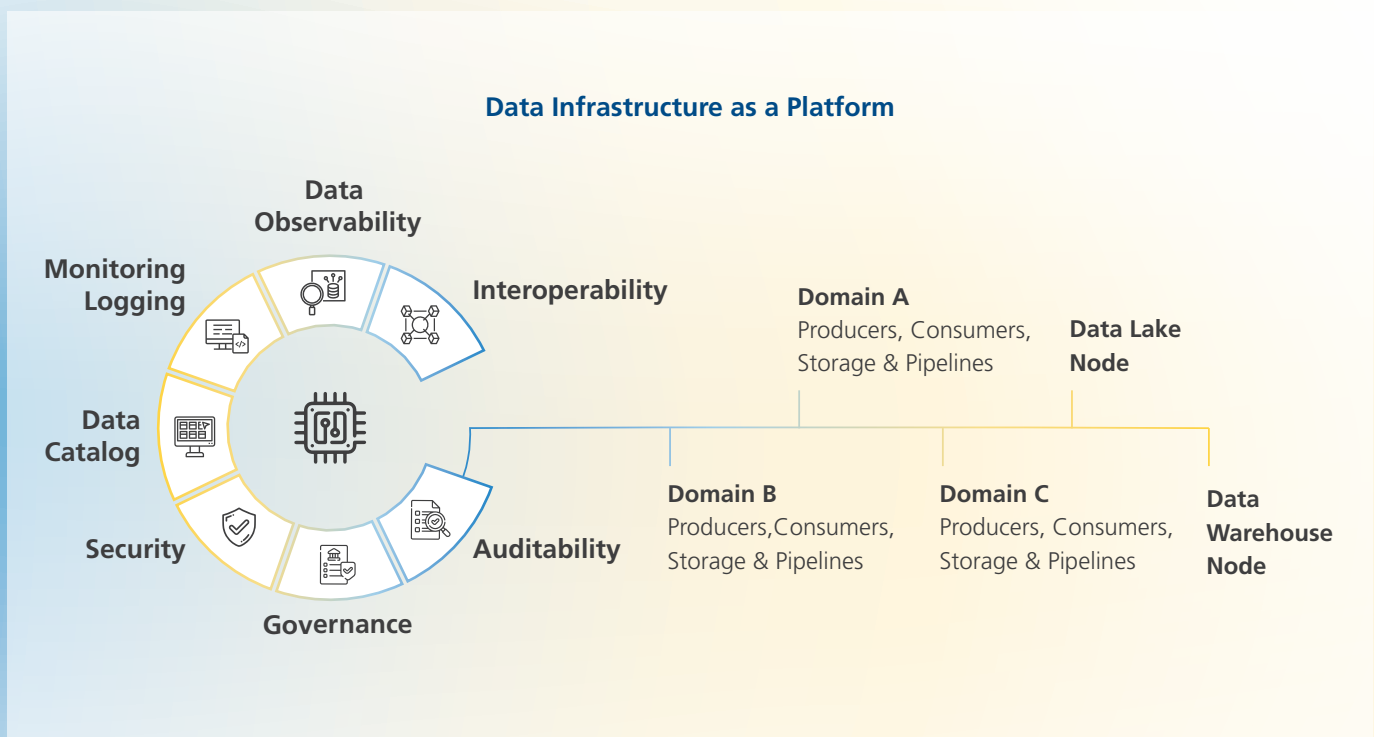 Data Infrastructure as a Platform
Data
Observability
Monitoring
Logging
Interoperability
Data
Catalog
Security
Governance
Auditability
Domain A
Producers, Consumers,
Storage & Pipelines
Data Lake
Node
Domain B
Producers,Consumers,
Storage & Pipelines
Domain C
Producers, Consumers,
Storage & Pipelines
Data
Warehouse
Node